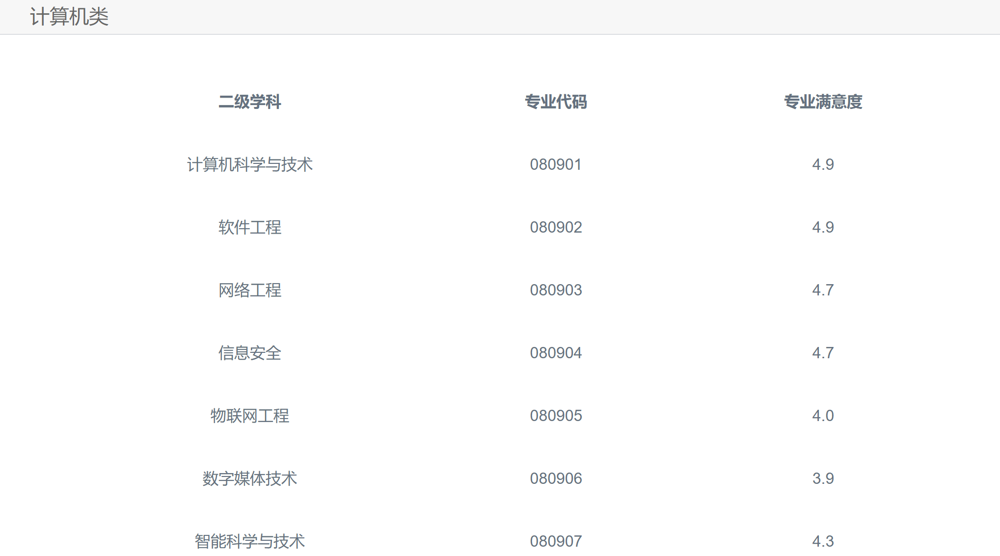 计算机类
二级学科 专业代码 专业满意度
计算机科学与技术 080901 4.9
软件工程 080902 4.9
网络工程 080903 4.7
信息安全 080904 4.7
物联网工程 080905 4.0
数字媒体技术 080906 3.9
智能科学与技术 080907 4.3